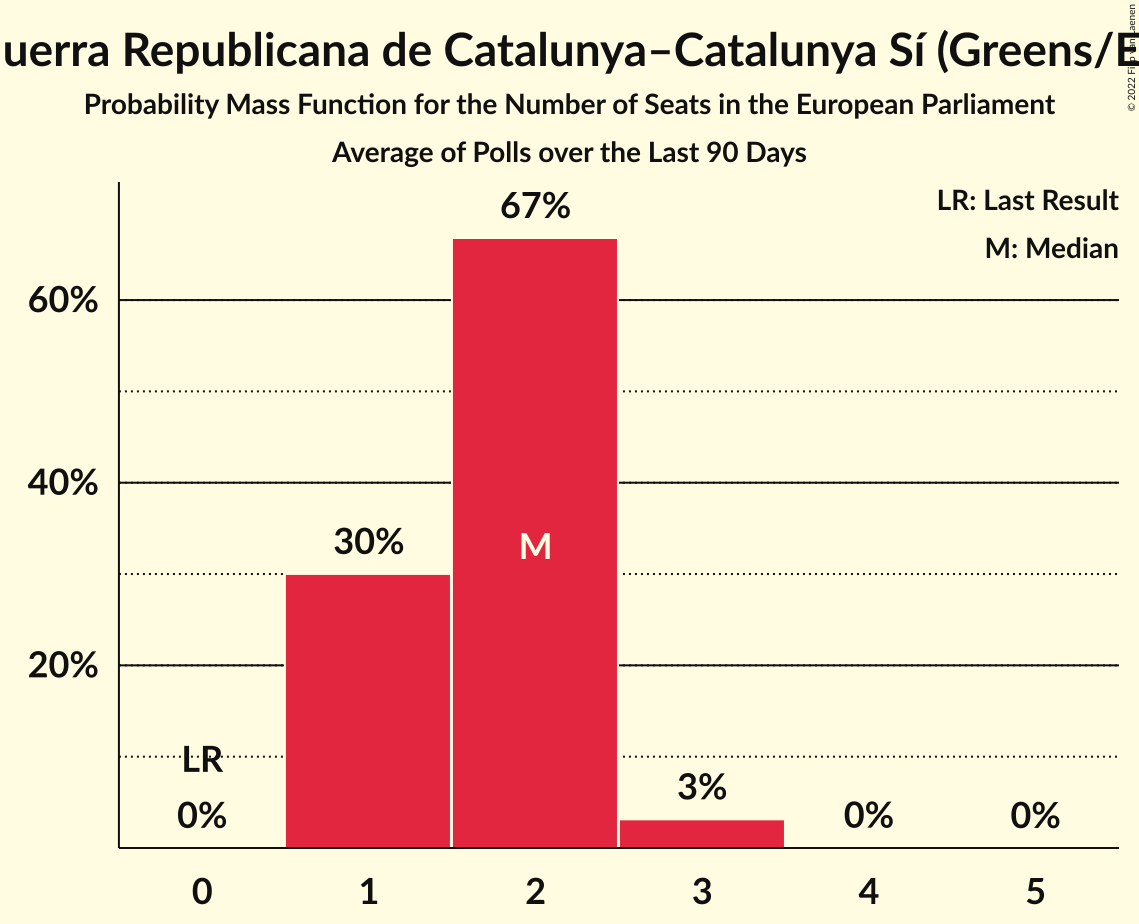 uerra Republicana de Catalunya–Catalunya Sí (Greens/E
Probability Mass Function for the Number of Seats in the European Parliament
Average of Polls over the Last 90 Days
LR: Last Result
M: Median
67%
60%
40%
30%
M
20%
LR
3%
0%
0%
0%
0
1
2
3
4
5